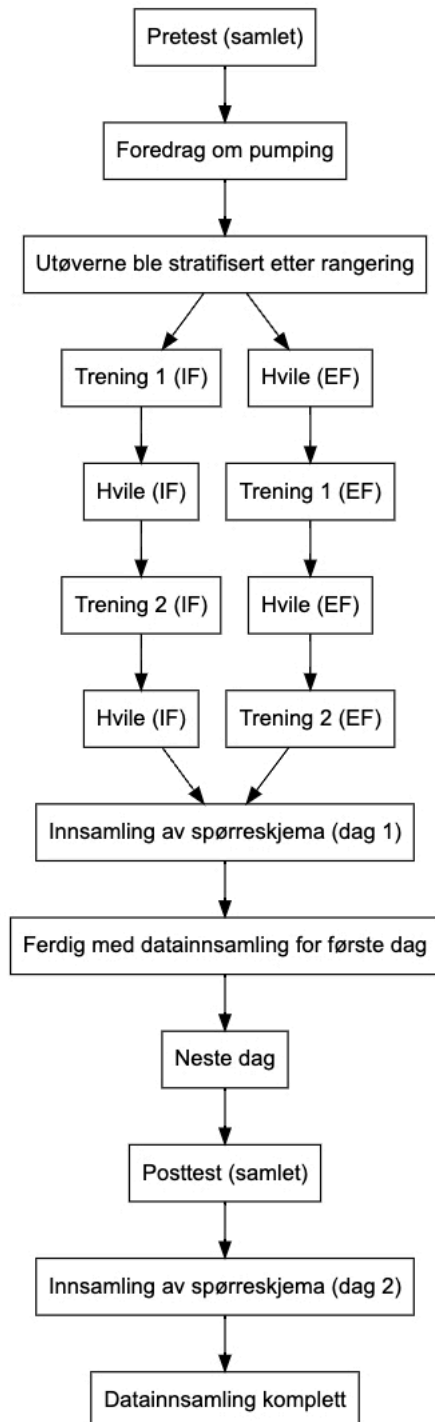 Pretest (samlet)
Foredrag om pumping
Utøverne ble stratifisert etter rangering
Trening 1 (IF)
Hvile (EF)
Hvile (IF)
Trening 1 (EF)
Trening 2 (IF)
Hvile (EF)
Hvile (IF)
Trening 2 (EF)
Innsamling av spørreskjema (dag 1)
Ferdig med datainnsamling for første dag
Neste dag
Posttest (samlet)
Innsamling av spørreskjema (dag 2)
Datainnsamling komplett